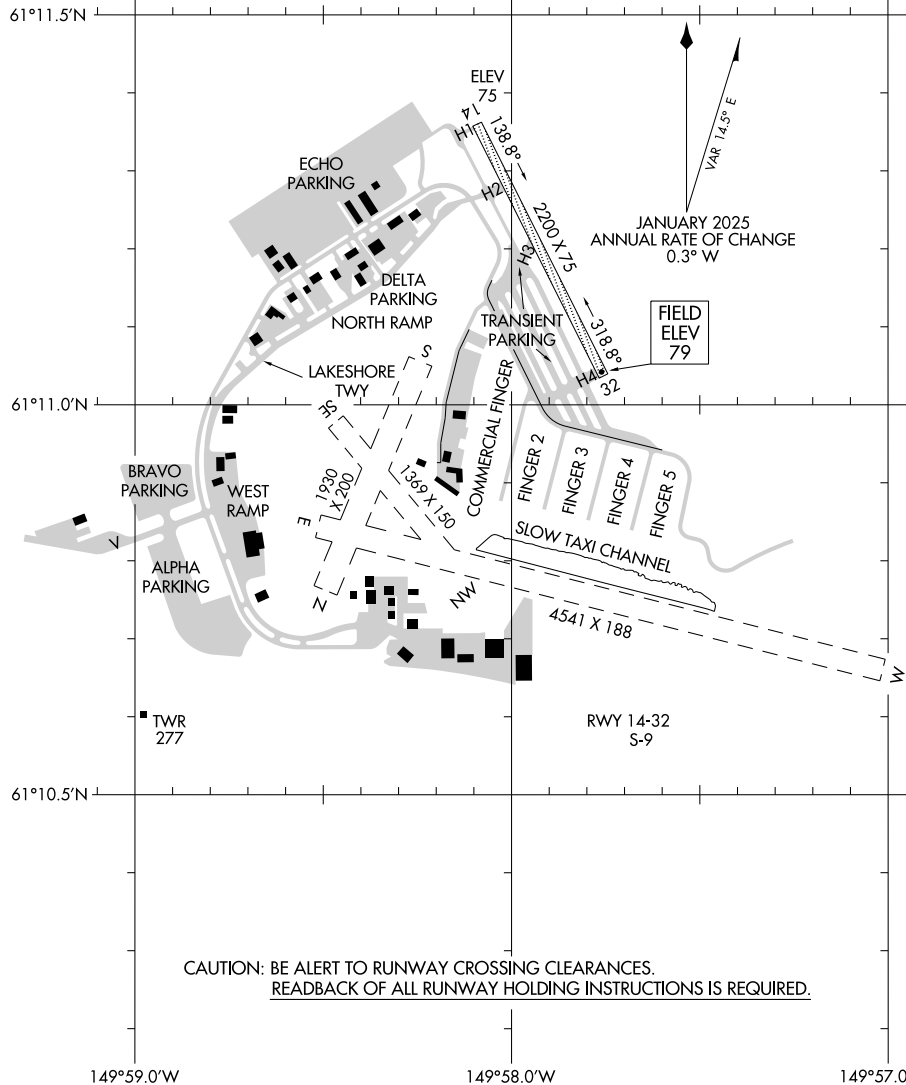 61°11.5'N
ELEV
75
14
H1
138.8°
VAR 14.5° E
ECHO
PARKING
H2
2200 X 75
JANUARY 2025
ANNUAL RATE OF CHANGE
0.3° W
H3
DELTA
PARKING
NORTH RAMP
TRANSIENT
PARKING
318.8°
FIELD
ELEV
79
S
LAKESHORE
TWY
H4
32
61°11.0'N
SE
COMMERCIAL FINGER
FINGER 2
FINGER 3
FINGER 4
FINGER 5
BRAVO
PARKING
WEST
RAMP
1930
X 200
1369 X 150
E
SLOW TAXI CHANNEL
V
ALPHA
PARKING
N
NW
4541 X 188
W
TWR
277
RWY 14-32
S-9
61°10.5'N
CAUTION: BE ALERT TO RUNWAY CROSSING CLEARANCES.
READBACK OF ALL RUNWAY HOLDING INSTRUCTIONS IS REQUIRED.
149°59.0'W
149°58.0'W
149°57.0